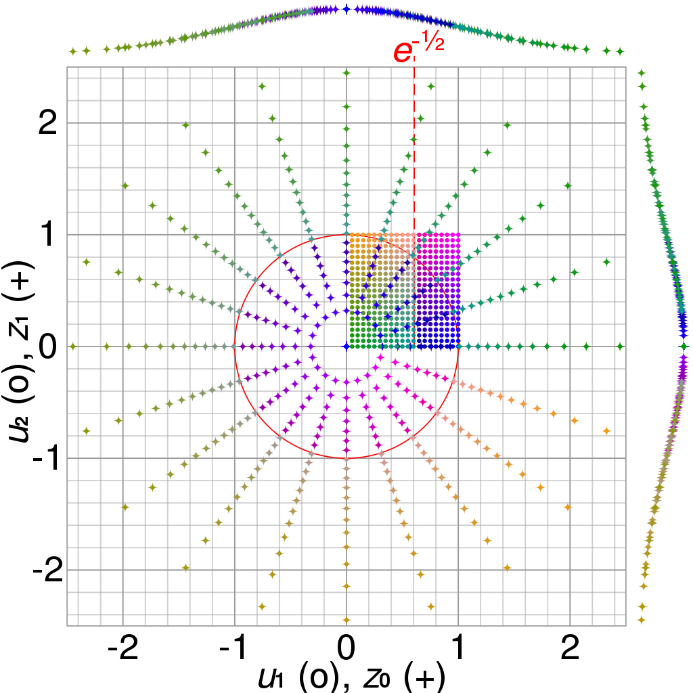 e^-½
2
1
0
-1
-2
u2 (o), z1 (+)
-2 -1 0 1 2
u1 (o), z0 (+)